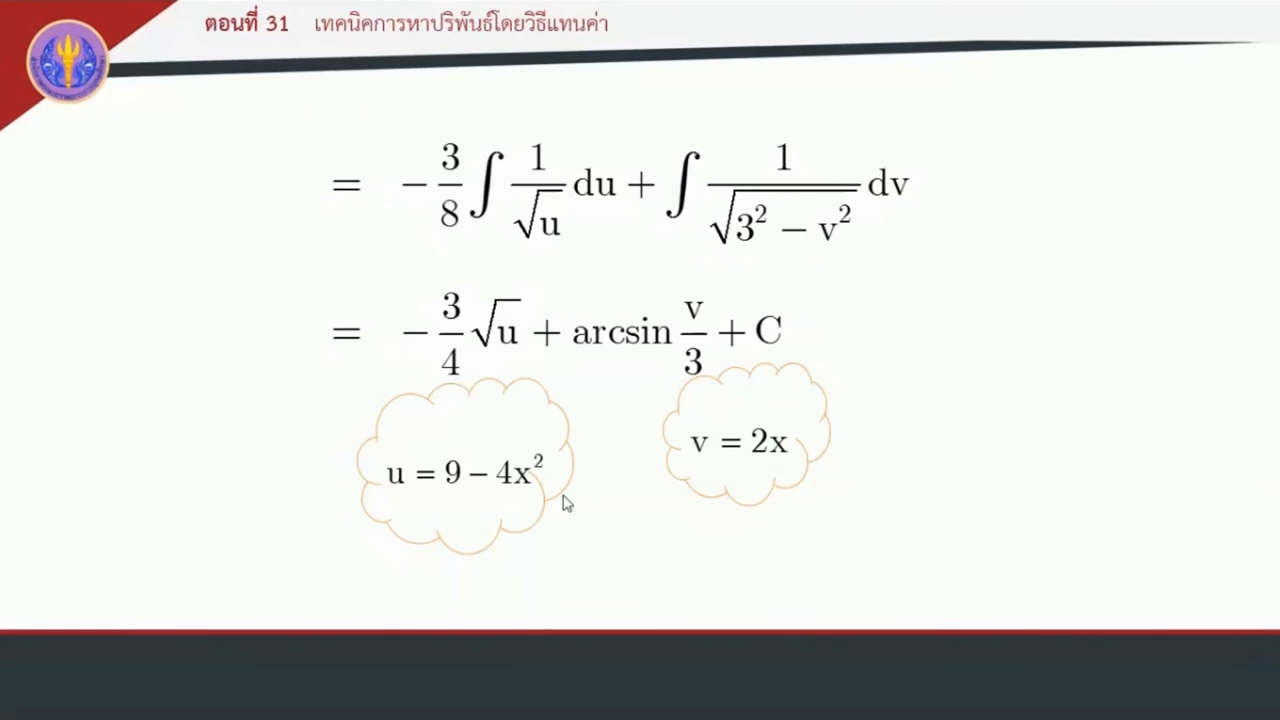 ตอนที่ 31 เทคนิคการหาปริพันธ์โดยวิธีแทนค่า
= −3/8 ∫ 1/√u du + ∫ 1/√(3² − v²) dv
= −3/4 √u + arcsin v/3 + C
v = 2x
u = 9 − 4x²